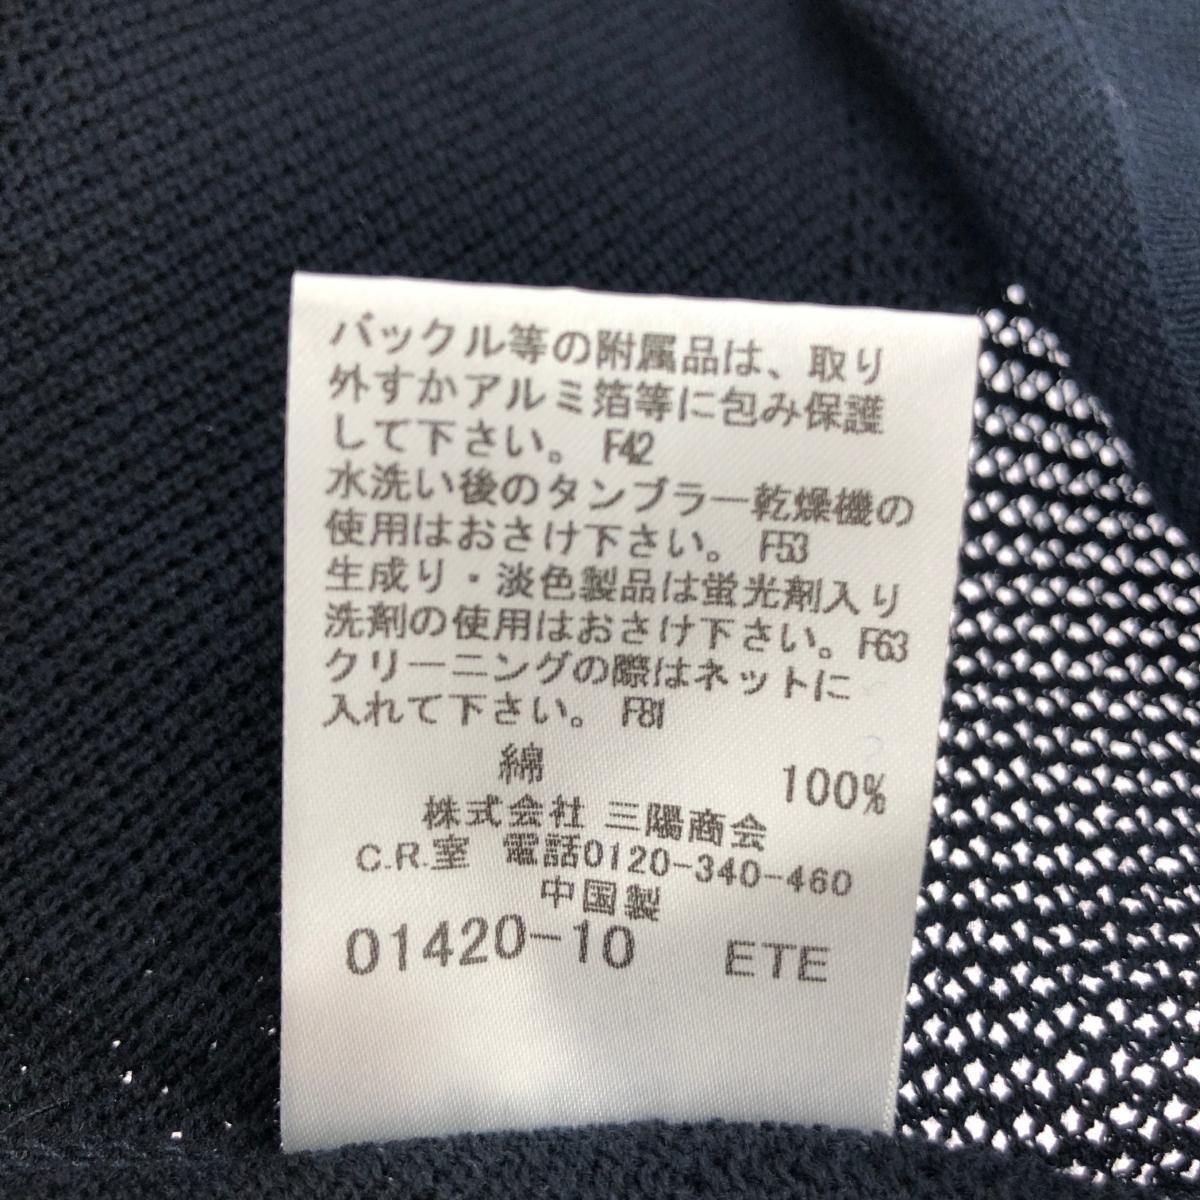 バックル等の附属品は、取り
外すかアルミ箔等に包み保護
して下さい。 F42
水洗い後のタンブラー乾燥機の
使用はおさけ下さい。 F53
生成り・淡色製品は蛍光剤入り
洗剤の使用はおさけ下さい。F63
クリーニングの際はネットに
入れて下さい。 F81
綿 100%
株式会社 三陽商会
C.R.室 電話0120-340-460
中国製
01420-10 ETE